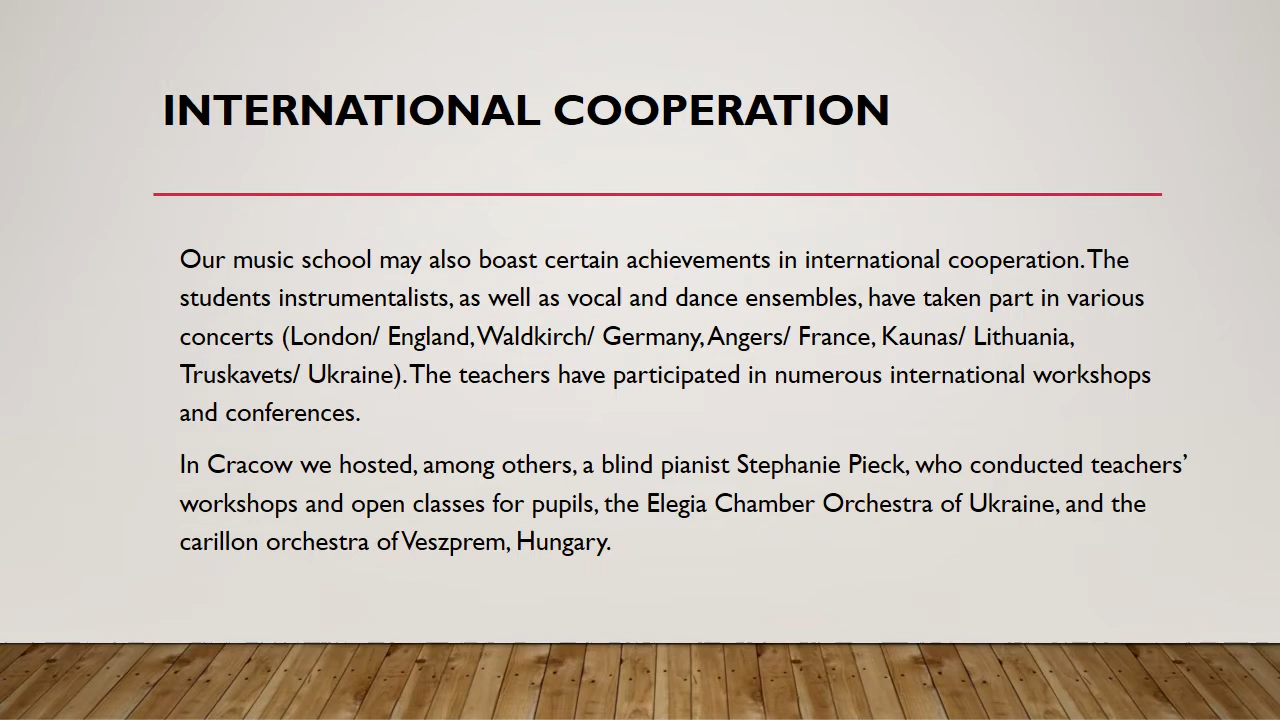 INTERNATIONAL COOPERATION
Our music school may also boast certain achievements in international cooperation. The
students instrumentalists, as well as vocal and dance ensembles, have taken part in various
concerts (London/ England, Waldkirch/ Germany, Angers/ France, Kaunas/ Lithuania,
Truskavets/ Ukraine). The teachers have participated in numerous international workshops
and conferences.
In Cracow we hosted, among others, a blind pianist Stephanie Pieck, who conducted teachers’
workshops and open classes for pupils, the Elegia Chamber Orchestra of Ukraine, and the
carillon orchestra of Veszprem, Hungary.